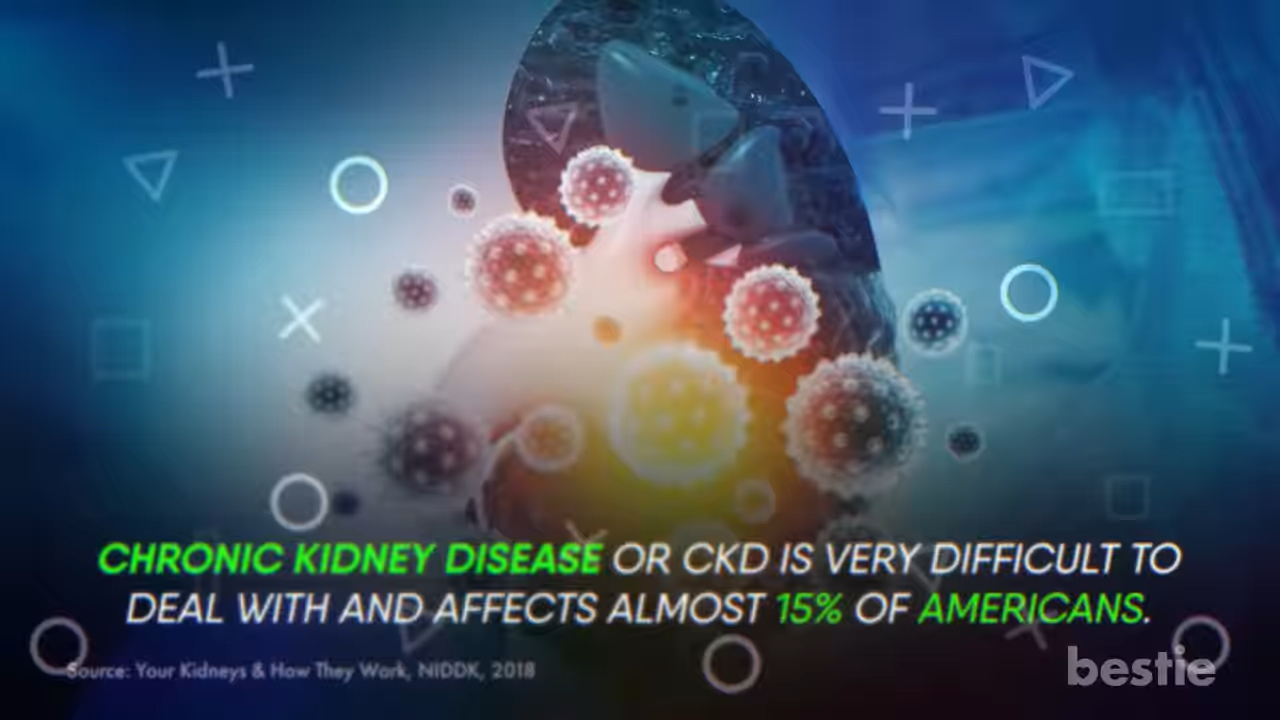 CHRONIC KIDNEY DISEASE OR CKD IS VERY DIFFICULT TO
DEAL WITH AND AFFECTS ALMOST 15% OF AMERICANS.
Source: Your Kidneys & How They Work, NIDDK, 2018
bestie